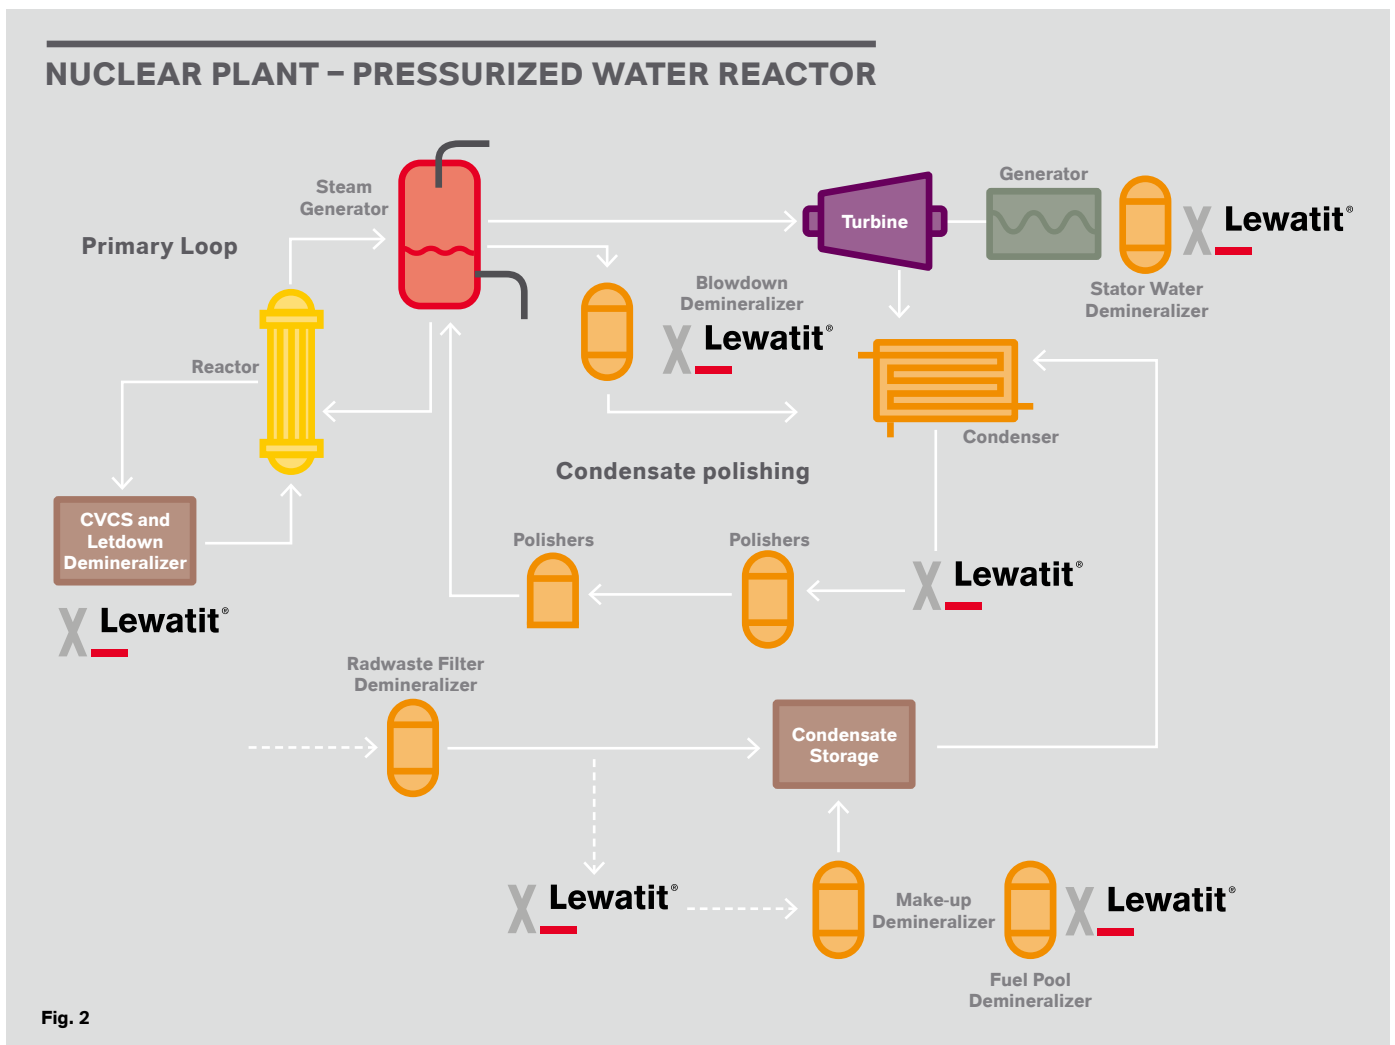 NUCLEAR PLANT – PRESSURIZED WATER REACTOR
Steam
Generator
Primary Loop
Turbine
Generator
Lewatit®
Stator Water
Demineralizer
Blowdown
Demineralizer
Lewatit®
Reactor
Condenser
Condensate polishing
CVCS and
Letdown
Demineralizer
Lewatit®
Polishers
Polishers
Lewatit®
Radwaste Filter
Demineralizer
Condensate
Storage
Lewatit®
Make-up
Demineralizer
Lewatit®
Fuel Pool
Demineralizer
Fig. 2